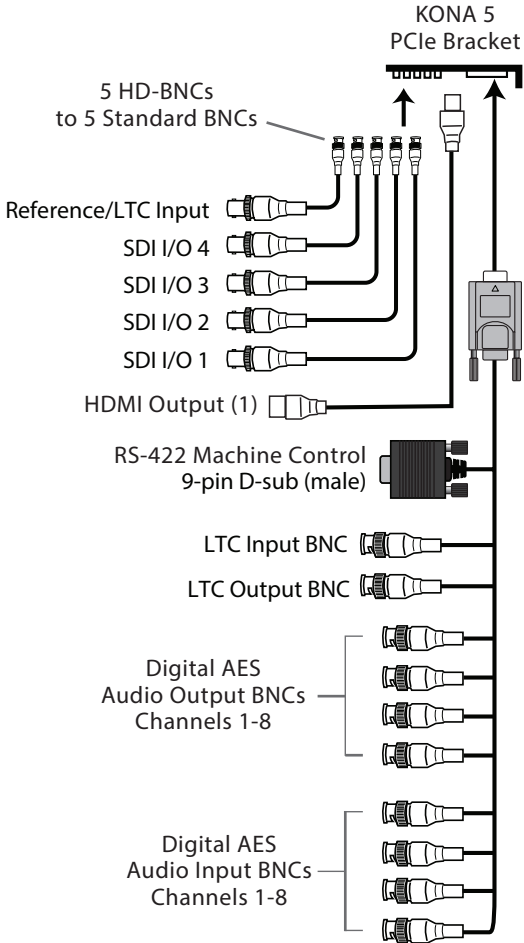 KONA 5
PCIe Bracket
5 HD-BNCs
to 5 Standard BNCs
Reference/LTC Input
SDI I/O 4
SDI I/O 3
SDI I/O 2
SDI I/O 1
HDMI Output (1)
RS-422 Machine Control
9-pin D-sub (male)
LTC Input BNC
LTC Output BNC
Digital AES
Audio Output BNCs
Channels 1-8
Digital AES
Audio Input BNCs
Channels 1-8